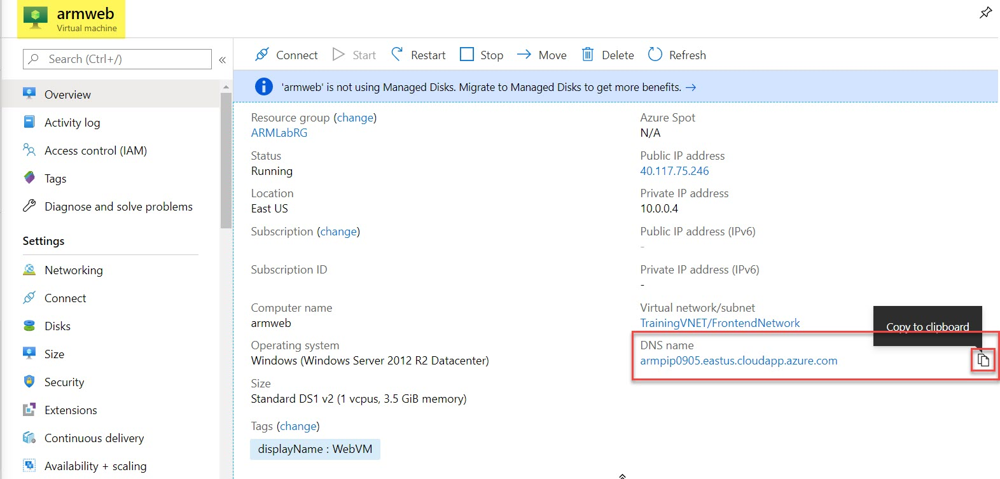 armweb
Virtual machine
Search (Ctrl+/)
«
Overview
Activity log
Access control (IAM)
Tags
Diagnose and solve problems
Settings
Networking
Connect
Disks
Size
Security
Extensions
Continuous delivery
Availability + scaling
Connect Start Restart Stop Move Delete Refresh
'armweb' is not using Managed Disks. Migrate to Managed Disks to get more benefits. →
Resource group (change)
ARMLabRG
Status
Running
Location
East US
Subscription (change)
Subscription ID
Computer name
armweb
Operating system
Windows (Windows Server 2012 R2 Datacenter)
Size
Standard DS1 v2 (1 vcpus, 3.5 GiB memory)
Tags (change)
displayName : WebVM
Azure Spot
N/A
Public IP address
40.117.75.246
Private IP address
10.0.0.4
Public IP address (IPv6)
-
Private IP address (IPv6)
-
Virtual network/subnet
TrainingVNET/FrontendNetwork
Copy to clipboard
DNS name
armpip0905.eastus.cloudapp.azure.com